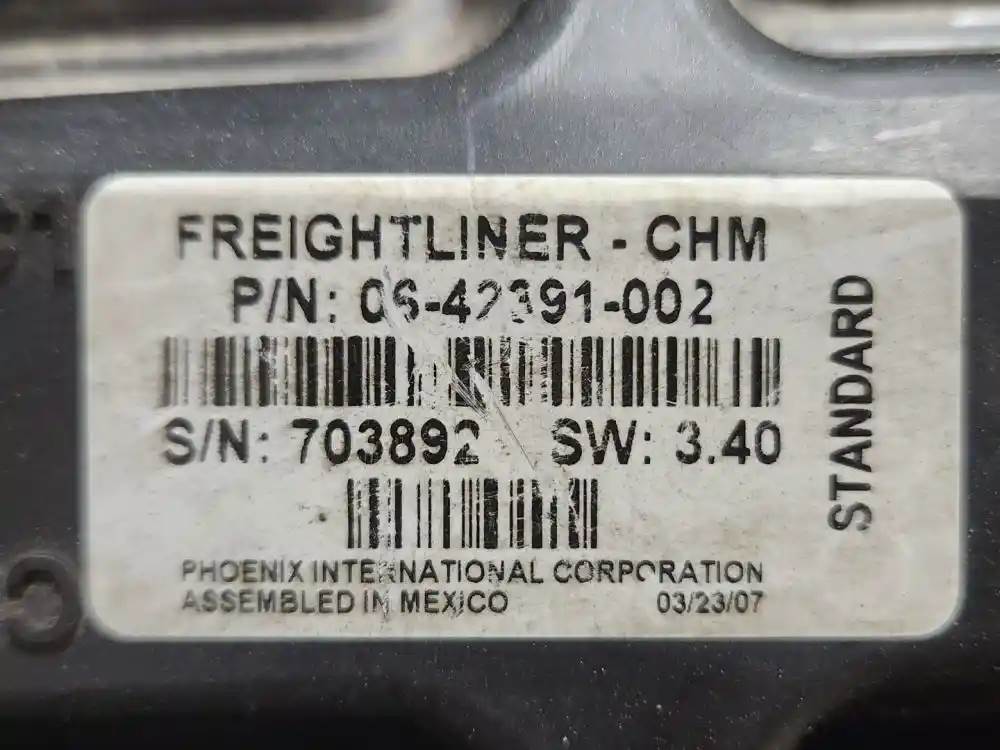 FREIGHTLINER - CHM
P/N: 06-42391-002
S/N: 703892 SW: 3.40
PHOENIX INTERNATIONAL CORPORATION
ASSEMBLED IN MEXICO 03/23/07
STANDARD